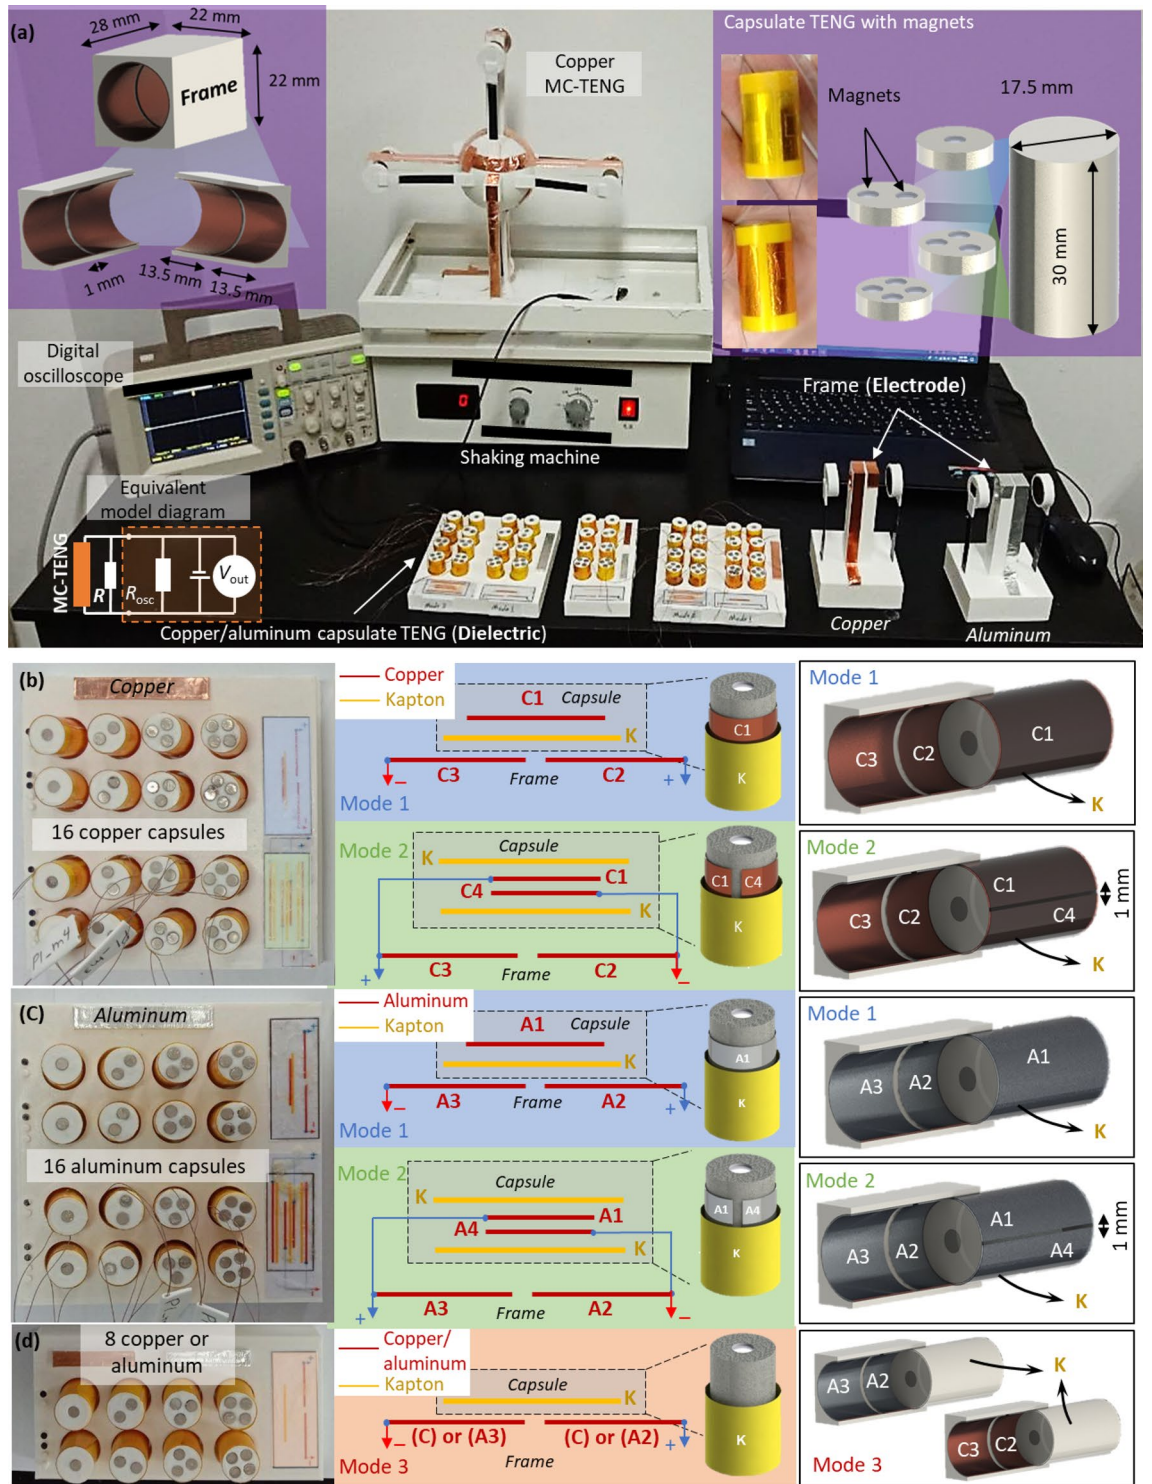 (a)
28 mm
22 mm
22 mm
Frame
1 mm
13.5 mm
13.5 mm
Copper
MC-TENG
Capsulate TENG with magnets
Magnets
17.5 mm
30 mm
Digital
oscilloscope
0
Shaking machine
Frame (Electrode)
Equivalent
model diagram
MC-TENG
R
Rosc
Vout
Copper/aluminum capsulate TENG (Dielectric)
Copper
Aluminum
(b)
Copper
16 copper capsules
Copper
Kapton
C1
Capsule
K
C3
Frame
C2
−
+
Mode 1
C1
K
Mode 1
C3
C2
C1
K
Mode 2
Capsule
K
C1
C4
K
C3
Frame
C2
+
−
C1
C4
K
Mode 2
C3
C2
C1
C4
1 mm
K
(C)
Aluminum
16 aluminum capsules
Aluminum
Kapton
A1
Capsule
K
A3
Frame
A2
−
+
Mode 1
A1
K
Mode 1
A3
A2
A1
K
Mode 2
Capsule
K
A1
A4
K
A3
Frame
A2
+
−
A1
A4
K
Mode 2
A3
A2
A1
A4
1 mm
K
(d)
8 copper or
aluminum
Copper/
aluminum
Kapton
Capsule
K
(C) or (A3)
(C) or (A2)
−
+
Frame
Mode 3
K
A3
A2
K
C3
C2
Mode 3